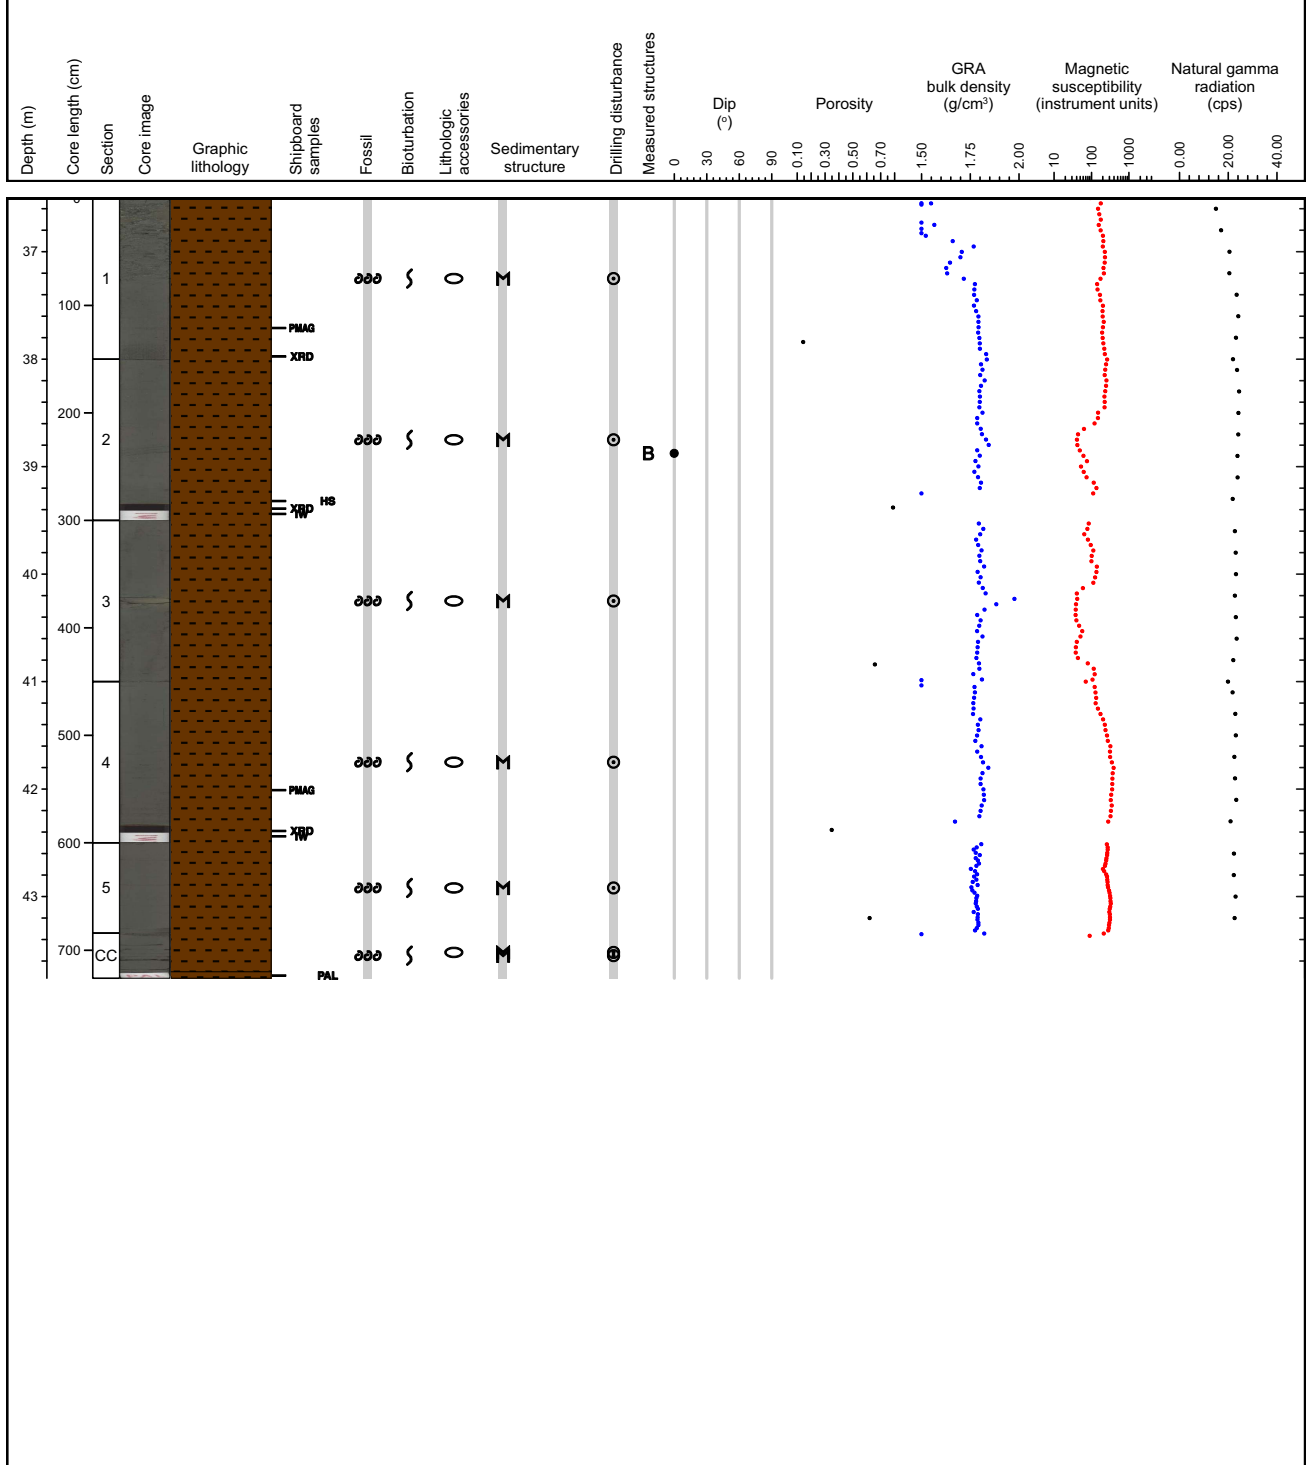 Depth (m)
Core length (cm)
Section
Core image
Graphic
lithology
Shipboard
samples
Fossil
Bioturbation
Lithologic
accessories
Sedimentary
structure
Drilling disturbance
Measured structures
Dip
(o)
0
30
60
90
Porosity
0.10
0.30
0.50
0.70
GRA
bulk density
(g/cm3)
1.50
1.75
2.00
Magnetic
susceptibility
(instrument units)
10
100
1000
Natural gamma
radiation
(cps)
0.00
20.00
40.00
37
1
100
PMAG
38
XRD
200
2
39
B
HS
XRD
IW
300
40
3
400
41
500
4
42
PMAG
XRD
IW
600
5
43
700
CC
PAL